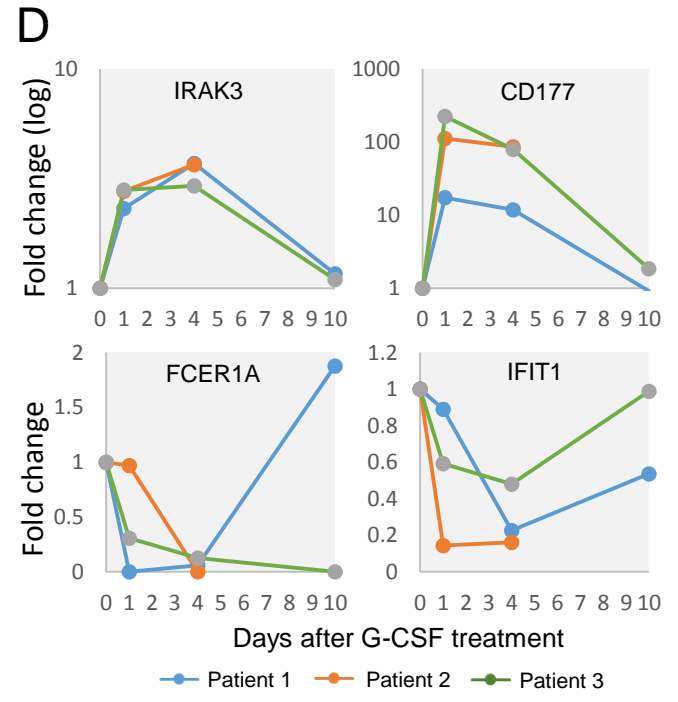 D
Fold change (log)
10
1
IRAK3
0 1 2 3 4 5 6 7 8 9 10
1000
100
10
1
CD177
0 1 2 3 4 5 6 7 8 9 10
Fold change
2
1.5
1
0.5
0
FCER1A
0 1 2 3 4 5 6 7 8 9 10
1.2
1
0.8
0.6
0.4
0.2
0
IFIT1
0 1 2 3 4 5 6 7 8 9 10
Days after G-CSF treatment
Patient 1 Patient 2 Patient 3